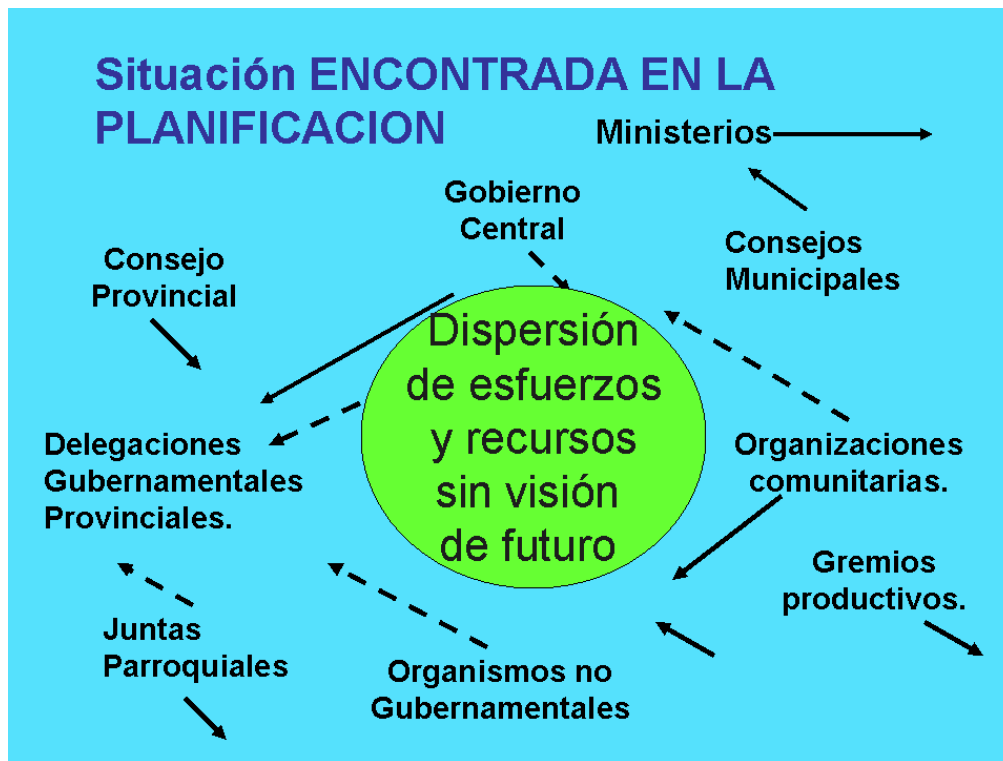 Situación ENCONTRADA EN LA
PLANIFICACION
Ministerios
Gobierno
Central
Consejos
Municipales
Consejo
Provincial
Dispersión
de esfuerzos
y recursos
sin visión
de futuro
Delegaciones
Gubernamentales
Provinciales.
Organizaciones
comunitarias.
Gremios
productivos.
Juntas
Parroquiales
Organismos no
Gubernamentales